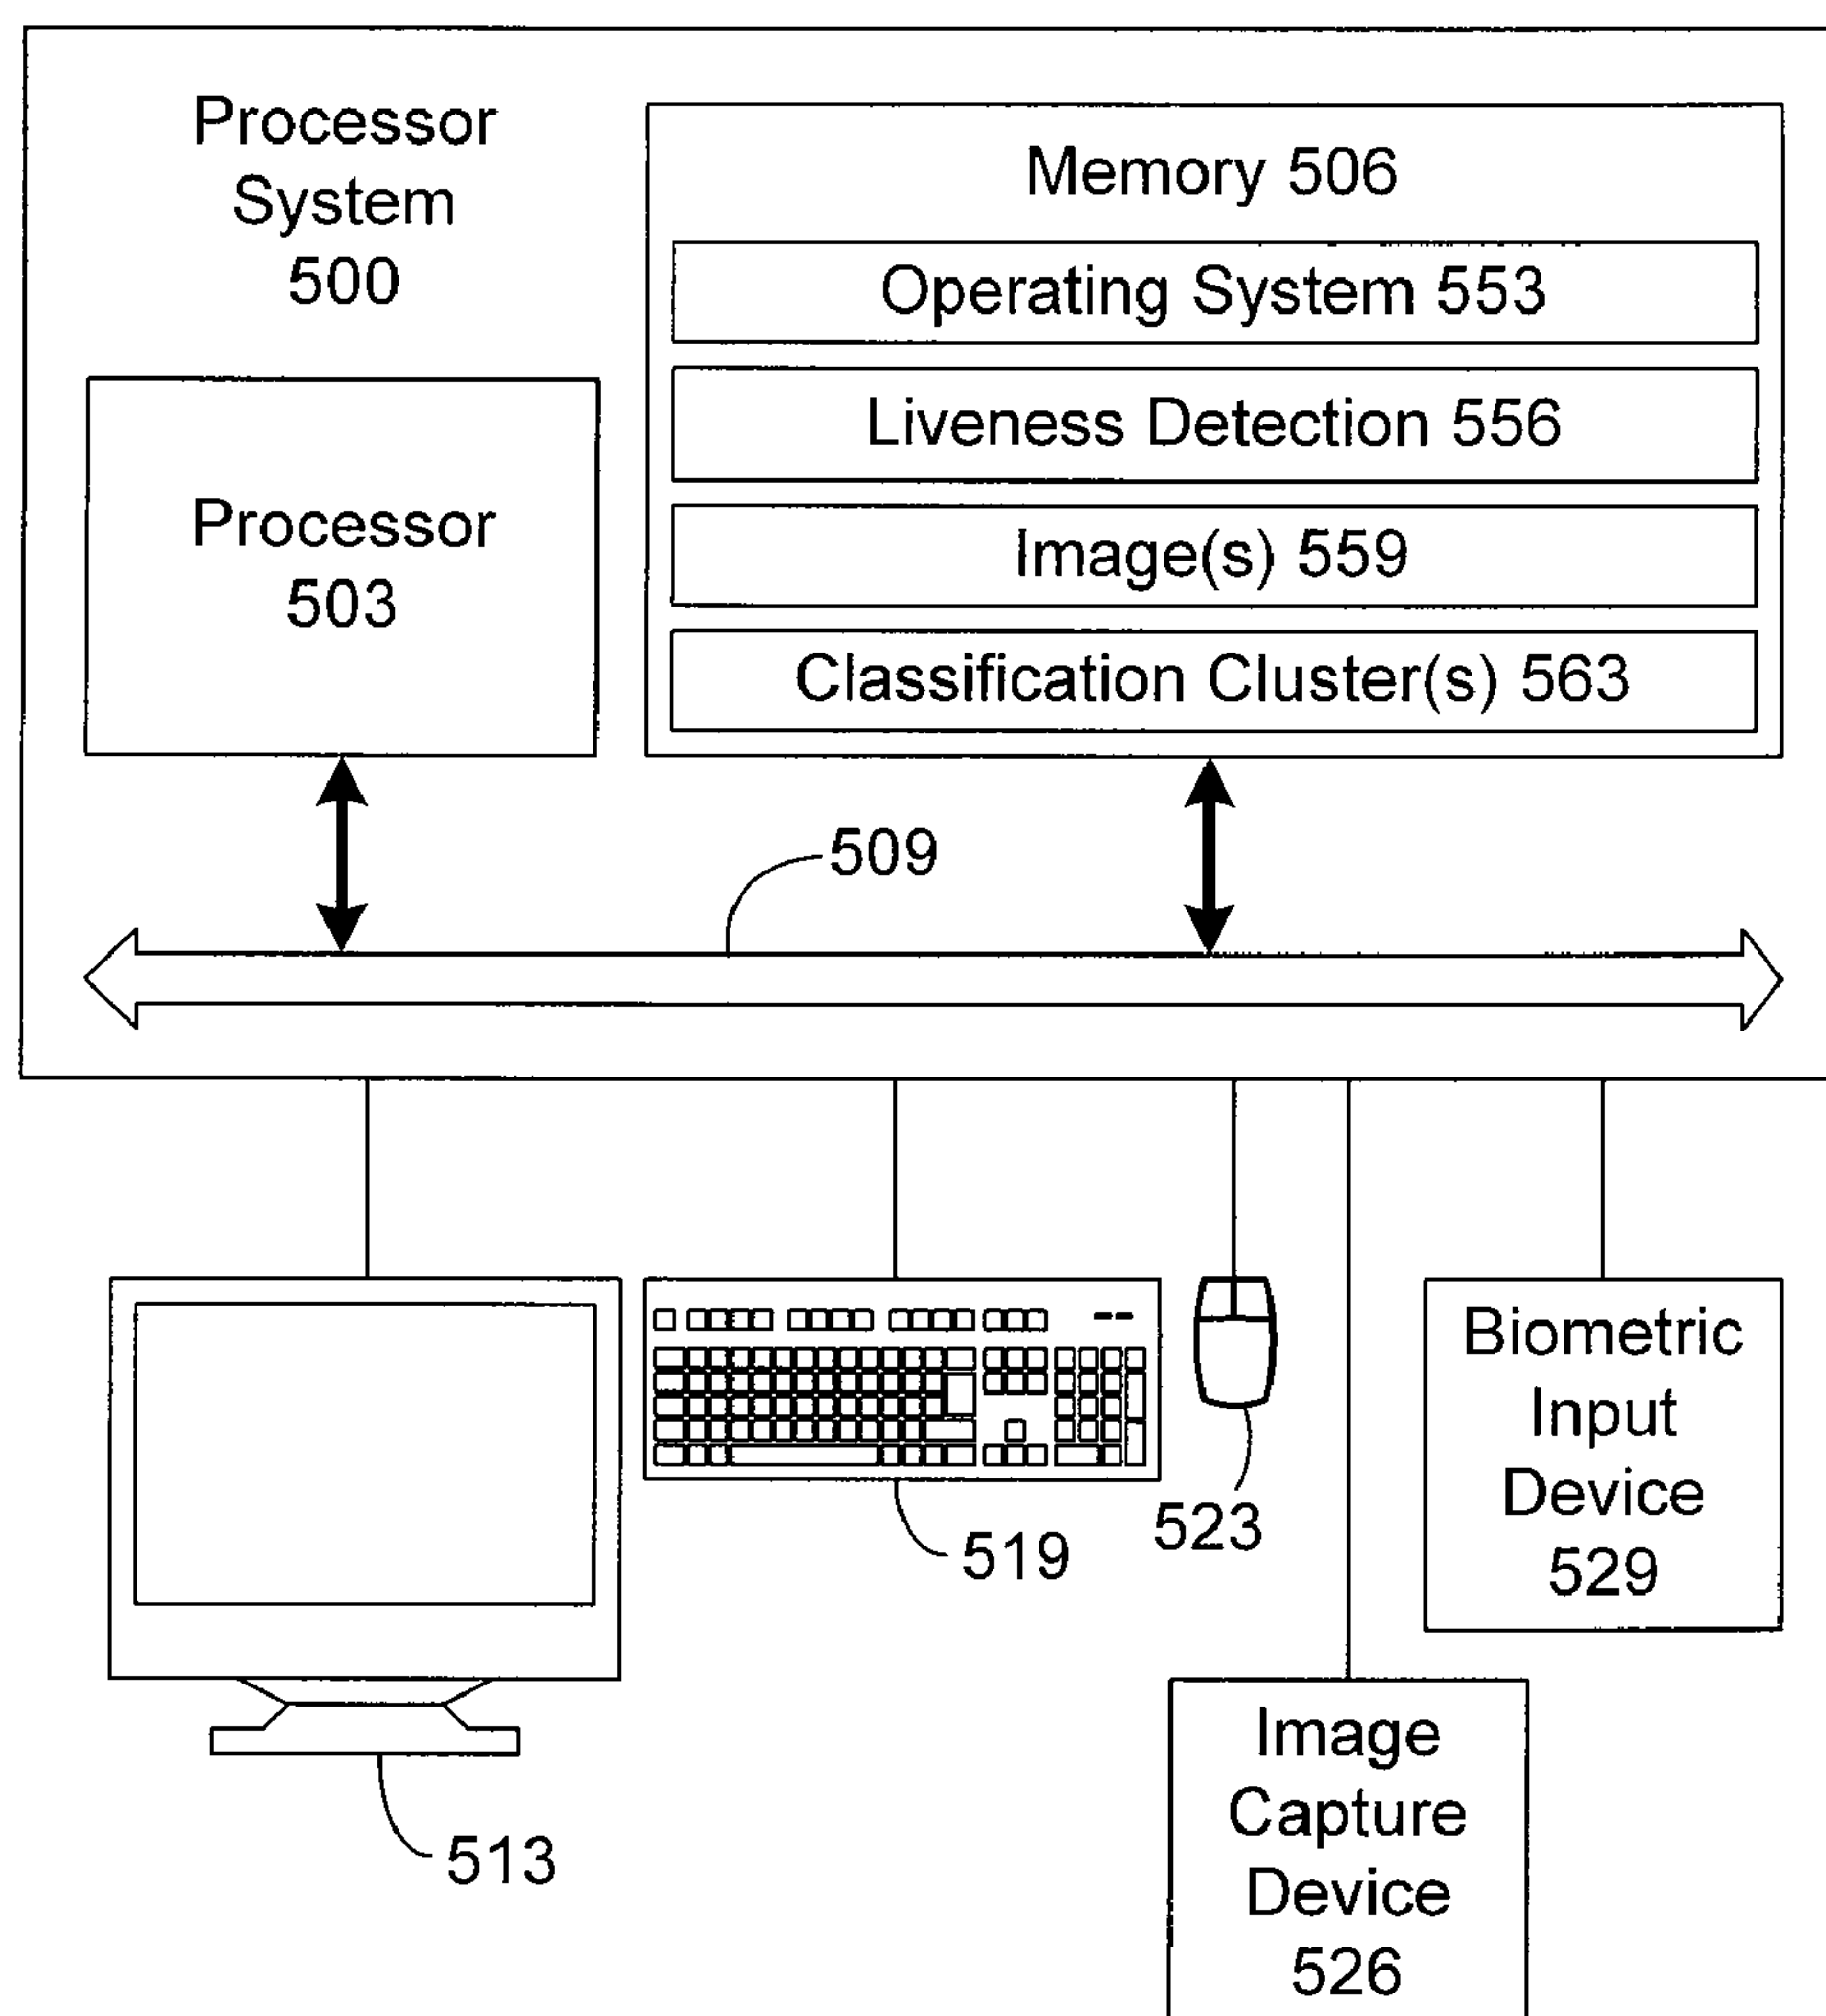 Processor
System
500
Memory 506
Operating System 553
Liveness Detection 556
Image(s) 559
Classification Cluster(s) 563
Processor
503
509
Biometric
Input
Device
529
523
519
Image
Capture
Device
526
513